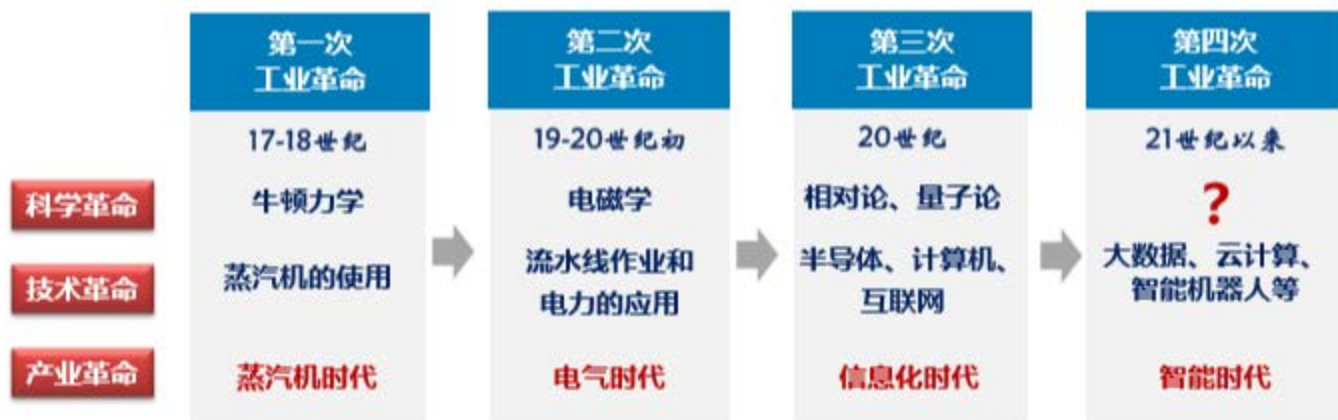 第一次
工业革命
第二次
工业革命
第三次
工业革命
第四次
工业革命
17-18世纪
19-20世纪初
20世纪
21世纪以来
科学革命
牛顿力学
电磁学
相对论、量子论
?
技术革命
蒸汽机的使用
流水线作业和
电力的应用
半导体、计算机、
互联网
大数据、云计算、
智能机器人等
产业革命
蒸汽机时代
电气时代
信息化时代
智能时代